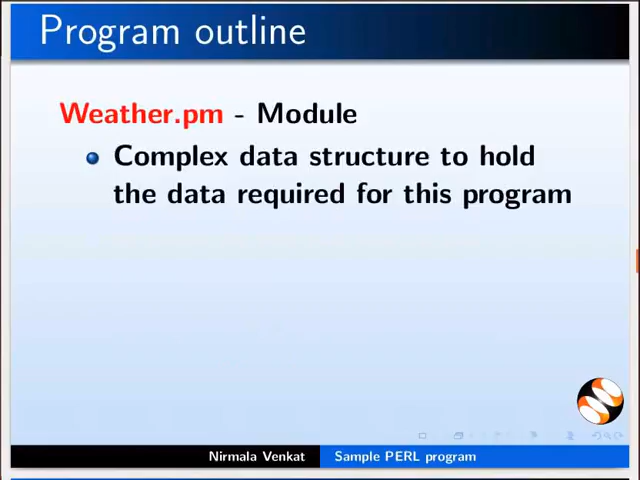 Program outline
Weather.pm - Module
Complex data structure to hold
the data required for this program
Nirmala Venkat
Sample PERL program